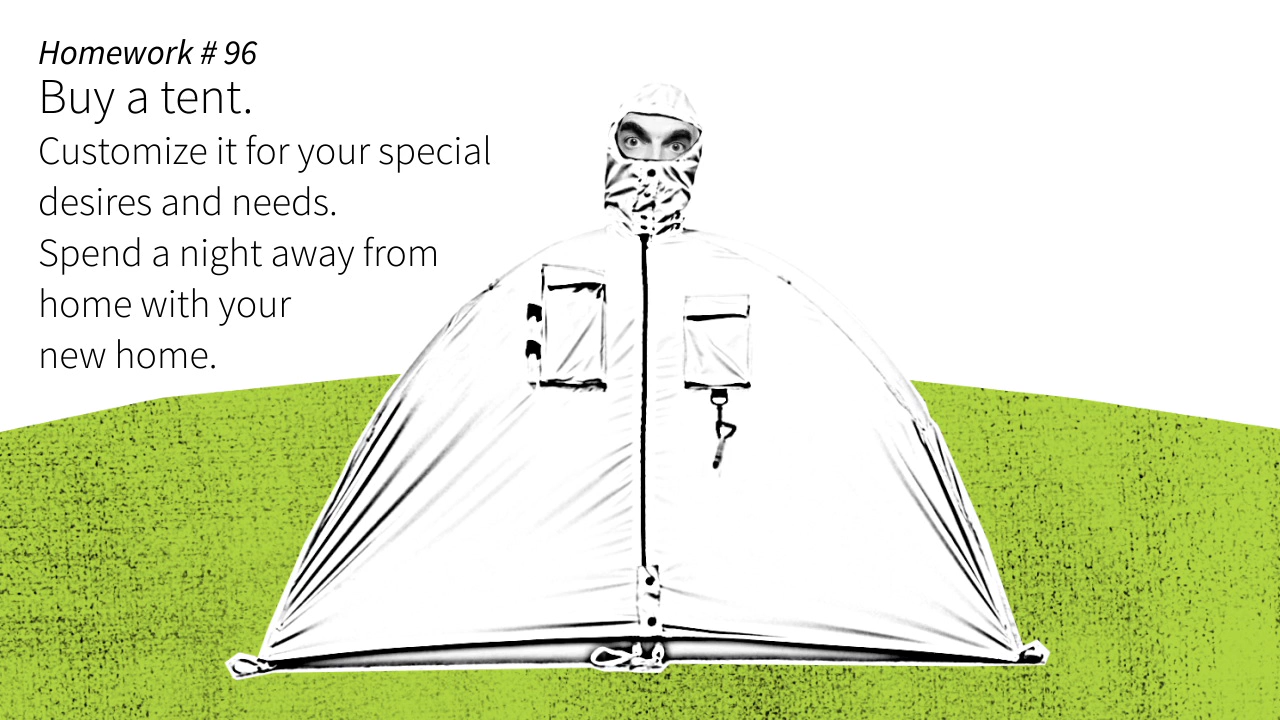 Homework # 96
Buy a tent.
Customize it for your special
desires and needs.
Spend a night away from
home with your
new home.